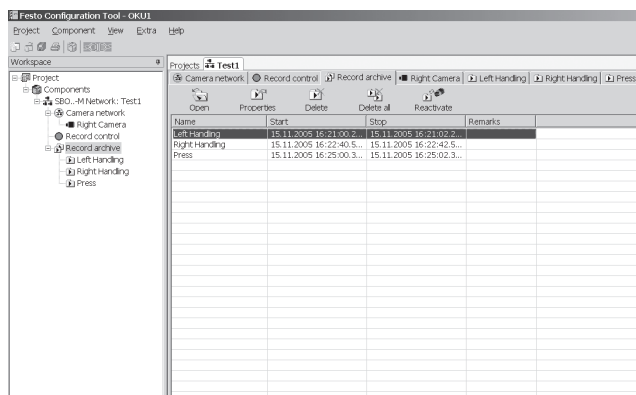 Festo Configuration Tool - OKU1
Project Component View Extra Help
Workspace
Project
Components
SBO..-M Network: Test1
Camera network
Right Camera
Record control
Record archive
Left Handling
Right Handling
Press
Projects Test1
Camera network Record control Record archive Right Camera Left Handling Right Handling Press
Open Properties Delete Delete all Reactivate
Name Start Stop Remarks
Left Handling 15.11.2005 16:21:00.2... 15.11.2005 16:21:02.2...
Right Handling 15.11.2005 16:22:40.5... 15.11.2005 16:22:42.5...
Press 15.11.2005 16:25:00.3... 15.11.2005 16:25:02.3...